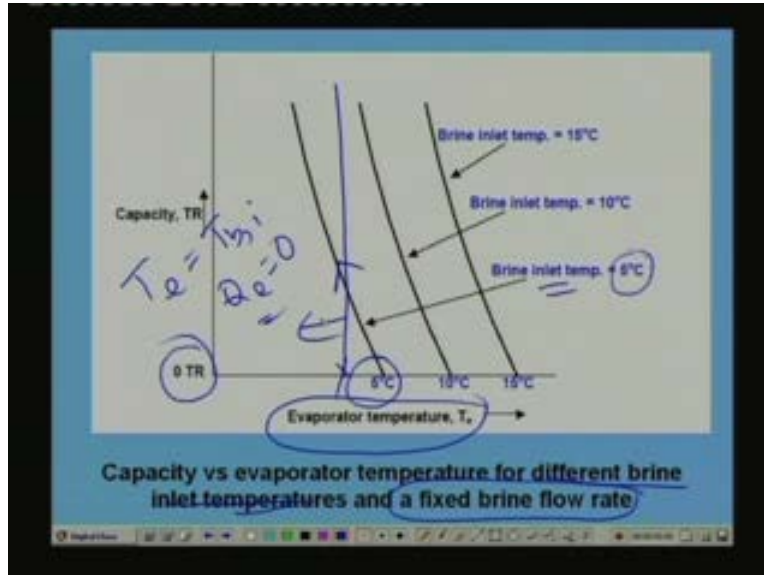 Brine inlet temp. = 15°C
Brine inlet temp. = 10°C
Capacity, TR
Brine inlet temp. = 5°C
Te = Tm'
Qe = 0
0 TR
5°C 10°C 15°C
Evaporator temperature, Te
Capacity vs evaporator temperature for different brine
inlet temperatures and a fixed brine flow rate